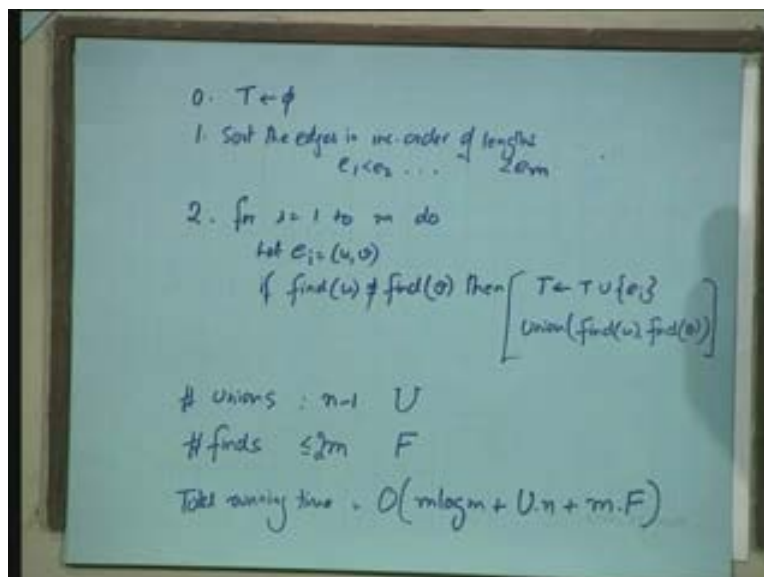 0. T ← ϕ
1. Sort the edges in inc. order of lengths
e₁<e₂ . . . <eₘ
2. for i = 1 to m do
Let eᵢ = (u,v)
if find(u) ≠ find(v) then [ T ← T ∪ {eᵢ}
Union(find(u), find(v)) ]
# Unions : n-1 U
# finds ≤2m F
Total running time = O(mlogm + U.n + m.F)